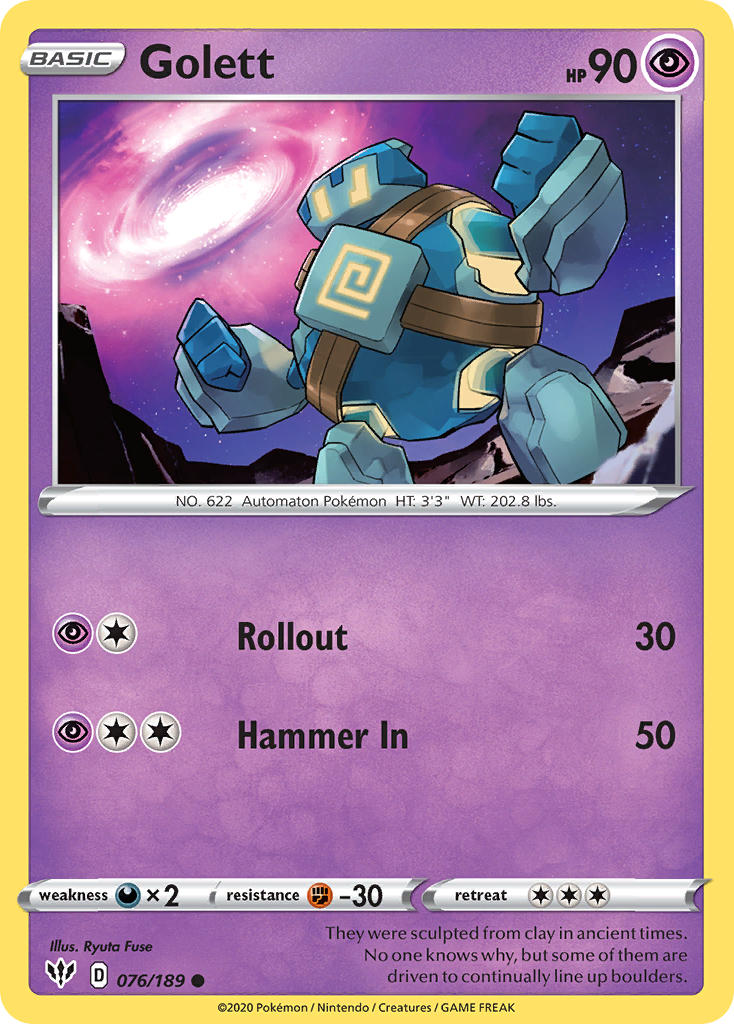 BASIC Golett HP 90
NO. 622 Automaton Pokémon HT: 3'3" WT: 202.8 lbs.
Rollout 30
Hammer In 50
weakness ×2 resistance -30 retreat
They were sculpted from clay in ancient times.
No one knows why, but some of them are
driven to continually line up boulders.
Illus. Ryuta Fuse
D 076/189
©2020 Pokémon / Nintendo / Creatures / GAME FREAK